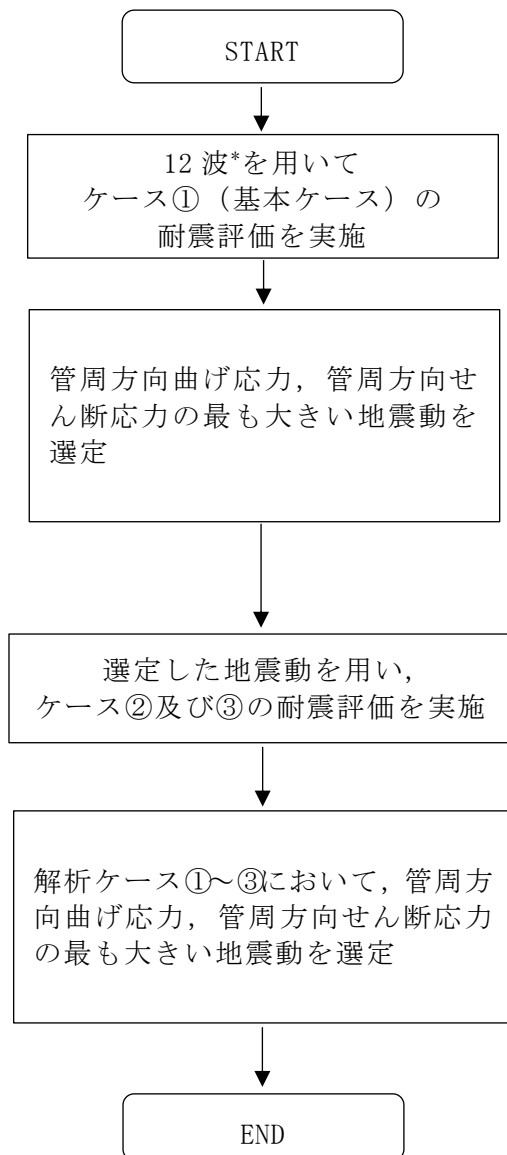 START
12 波*を用いて
ケース①（基本ケース）の
耐震評価を実施
管周方向曲げ応力，管周方向せ
ん断応力の最も大きい地震動を
選定
選定した地震動を用い，
ケース②及び③の耐震評価を実施
解析ケース①～③において，管周方
向曲げ応力，管周方向せん断応力
の最も大きい地震動を選定
END